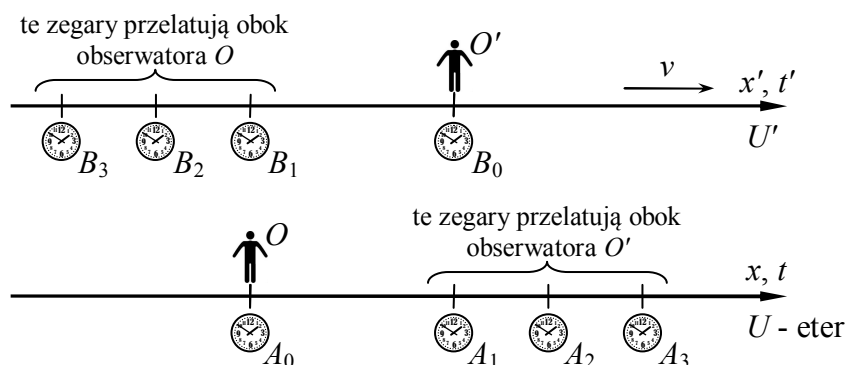 te zegary przelatują obok
obserwatora O
O'
v
x', t'
U'
B₃ B₂ B₁ B₀
te zegary przelatują obok
obserwatora O'
O
x, t
U - eter
A₀ A₁ A₂ A₃